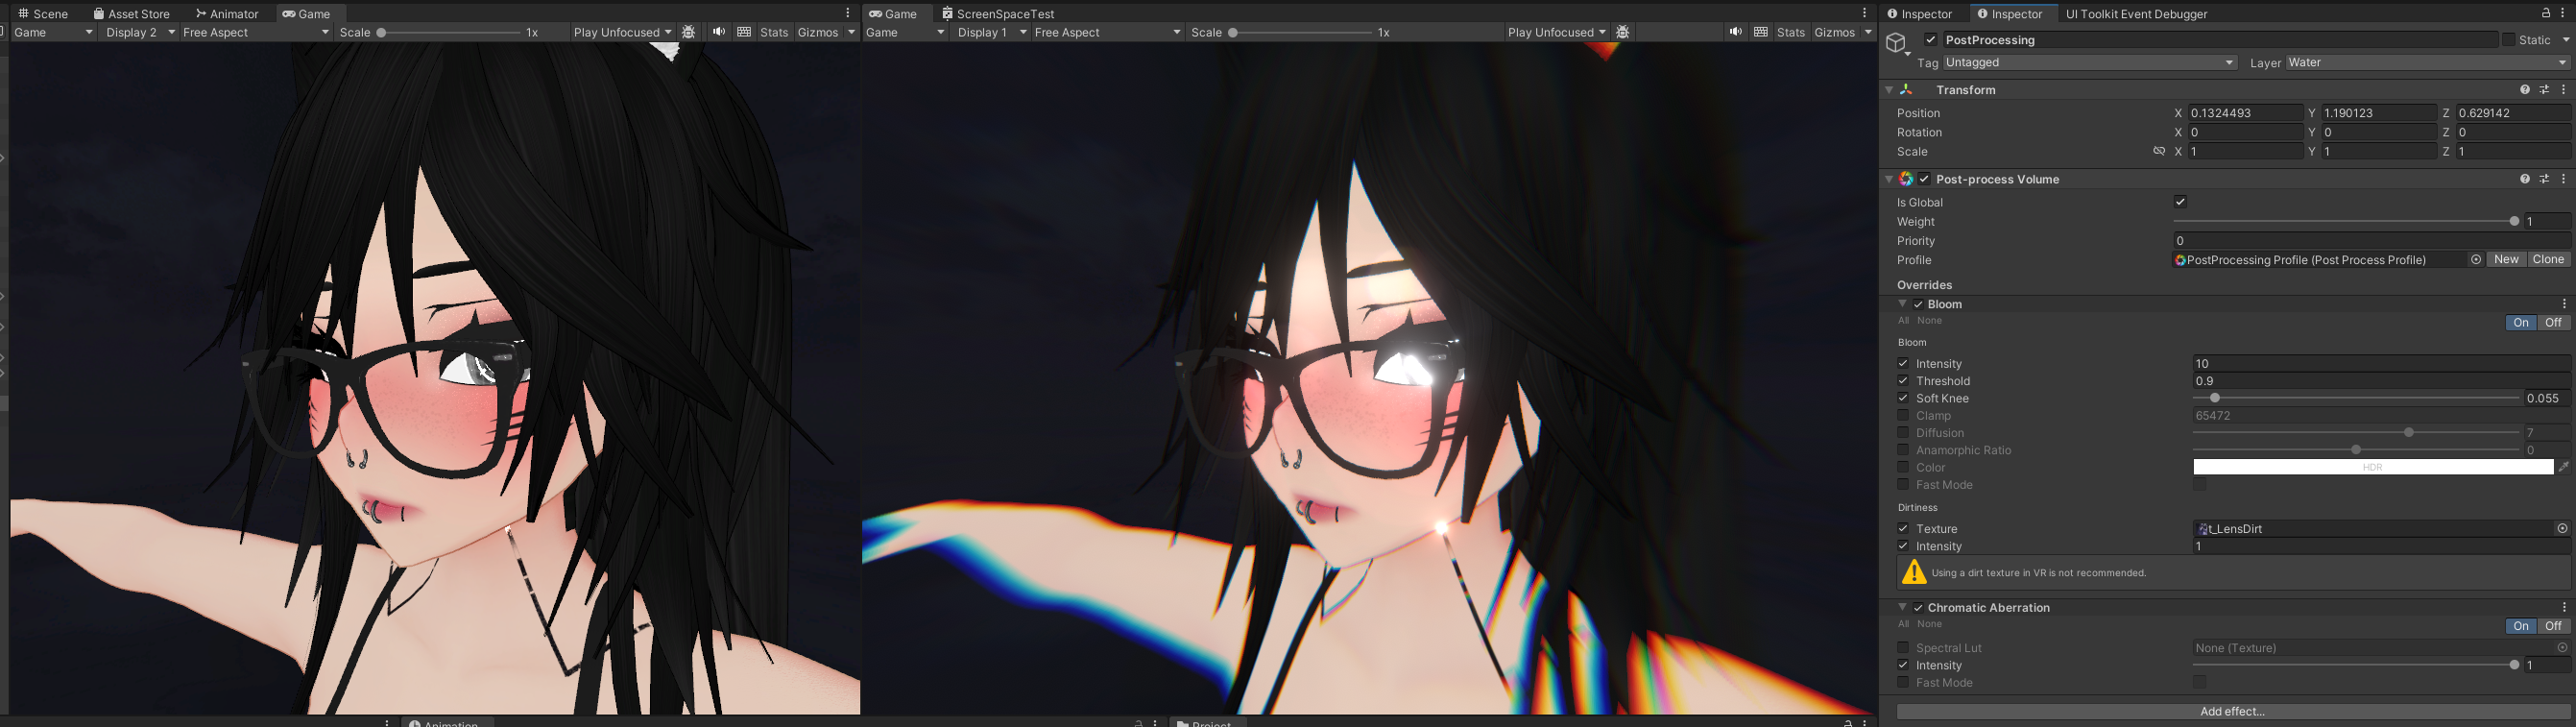 Scene Asset Store Animator Game
Game Display 2 Free Aspect Scale 1x Play Unfocused Stats Gizmos
Game ScreenSpaceTest
Game Display 1 Free Aspect Scale 1x Play Unfocused Stats Gizmos
Inspector Inspector UI Toolkit Event Debugger
PostProcessing Static
Tag Untagged Layer Water
Transform
Position X 0.1324493 Y 1.190123 Z 0.629142
Rotation X 0 Y 0 Z 0
Scale X 1 Y 1 Z 1
Post-process Volume
Is Global
Weight 1
Priority 0
Profile PostProcessing Profile (Post Process Profile) New Clone
Overrides
Bloom
All None On Off
Bloom
Intensity 10
Threshold 0.9
Soft Knee 0.055
Clamp 65472
Diffusion 7
Anamorphic Ratio 0
Color HDR
Fast Mode
Dirtiness
Texture t_LensDirt
Intensity 1
Using a dirt texture in VR is not recommended.
Chromatic Aberration
All None On Off
Spectral Lut None (Texture)
Intensity 1
Fast Mode
Add effect...
Animation Project